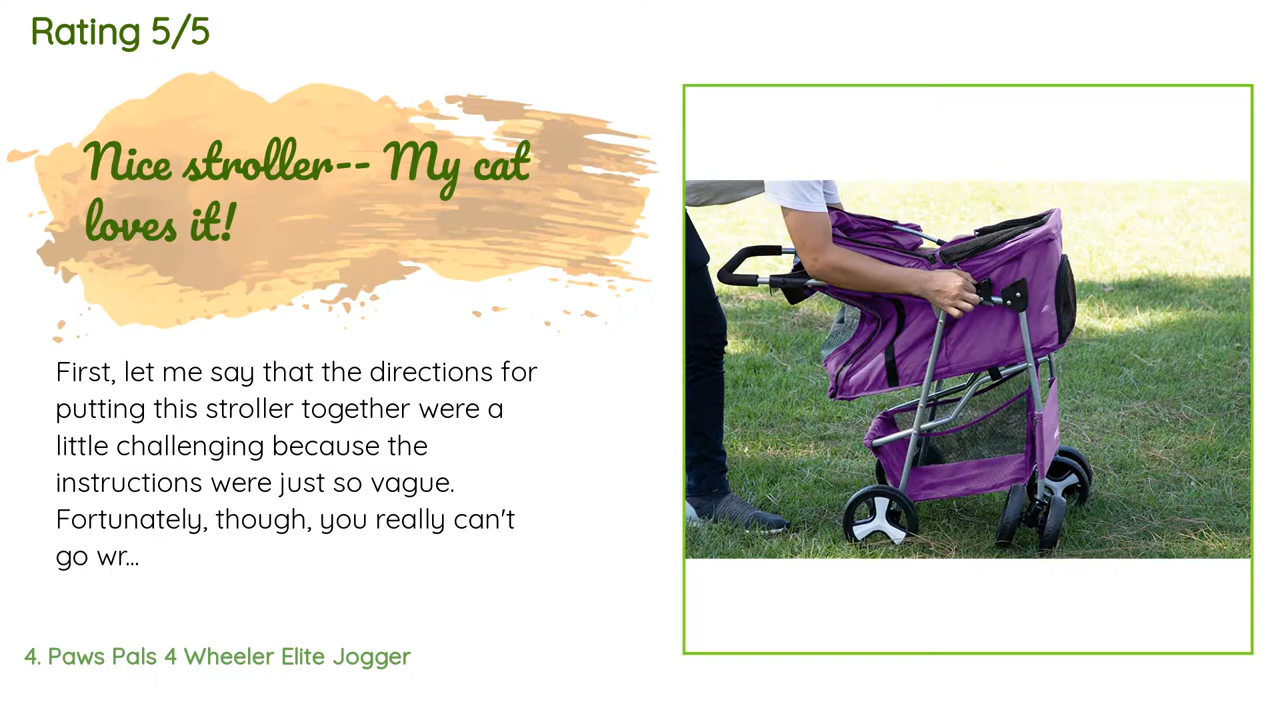 Rating 5/5
Nice stroller-- My cat
loves it!
First, let me say that the directions for
putting this stroller together were a
little challenging because the
instructions were just so vague.
Fortunately, though, you really can't
go wr...
4. Paws Pals 4 Wheeler Elite Jogger